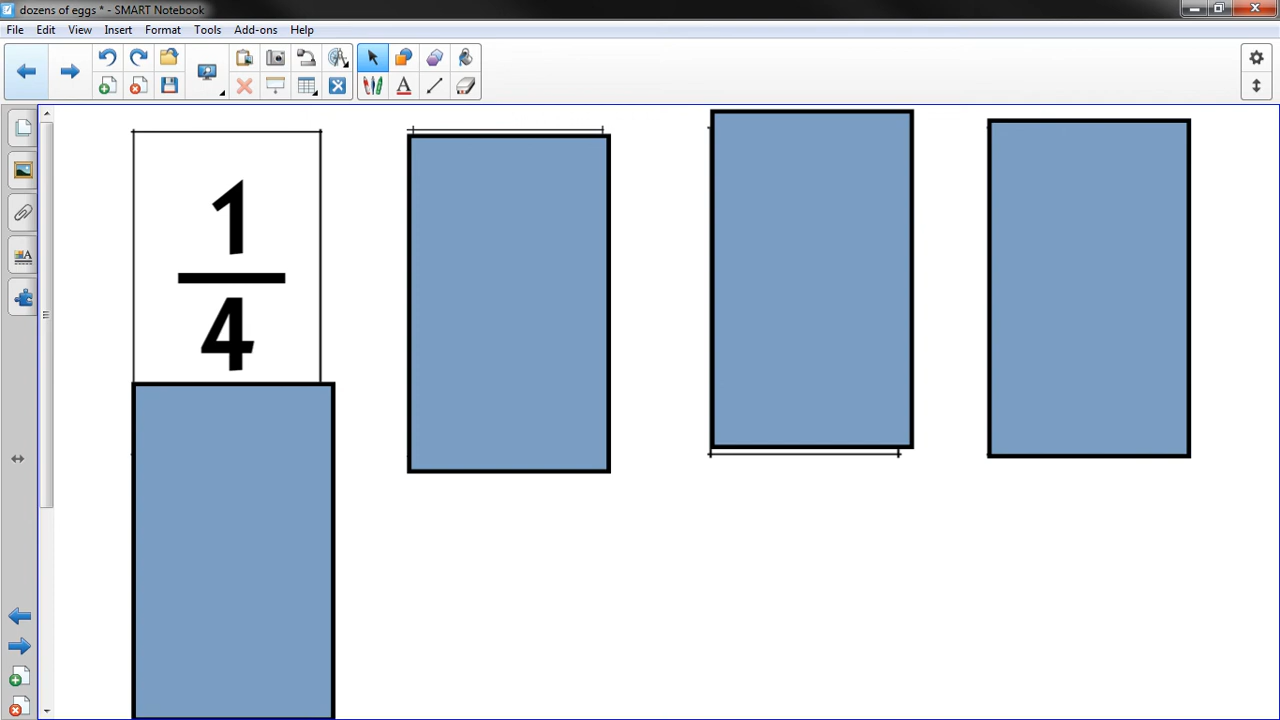 dozens of eggs * - SMART Notebook
File Edit View Insert Format Tools Add-ons Help
1
4